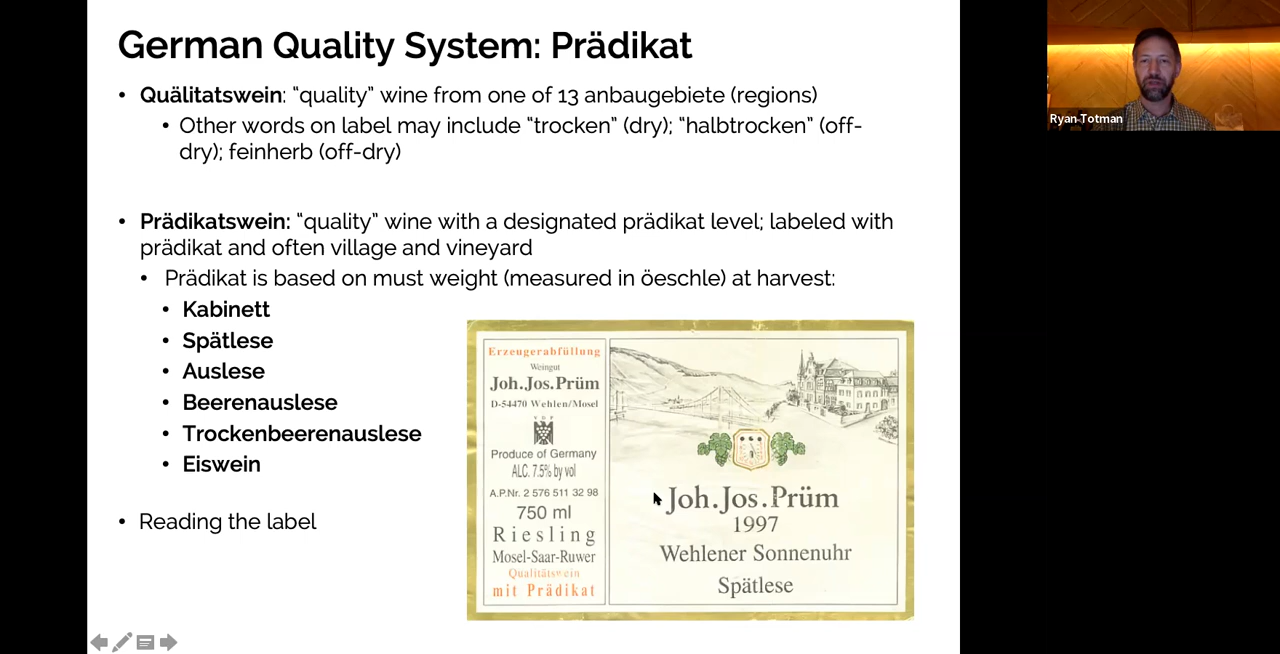 German Quality System: Prädikat
• Quälitatswein: “quality” wine from one of 13 anbaugebiete (regions)
• Other words on label may include “trocken” (dry); “halbtrocken” (off-
dry); feinherb (off-dry)
• Prädikatswein: “quality” wine with a designated prädikat level; labeled with
prädikat and often village and vineyard
• Prädikat is based on must weight (measured in öeschle) at harvest:
• Kabinett
• Spätlese
• Auslese
• Beerenauslese
• Trockenbeerenauslese
• Eiswein
• Reading the label
Erzeugerabfüllung
Weingut
Joh.Jos.Prüm
D-54470 Wehlen/Mosel
VDP
Produce of Germany
ALC. 7.5% by vol
A.P.Nr. 2 576 511 32 98
750 ml
Riesling
Mosel-Saar-Ruwer
Qualitätswein
mit Prädikat
Joh.Jos.Prüm
1997
Wehlener Sonnenuhr
Spätlese
Ryan Totman